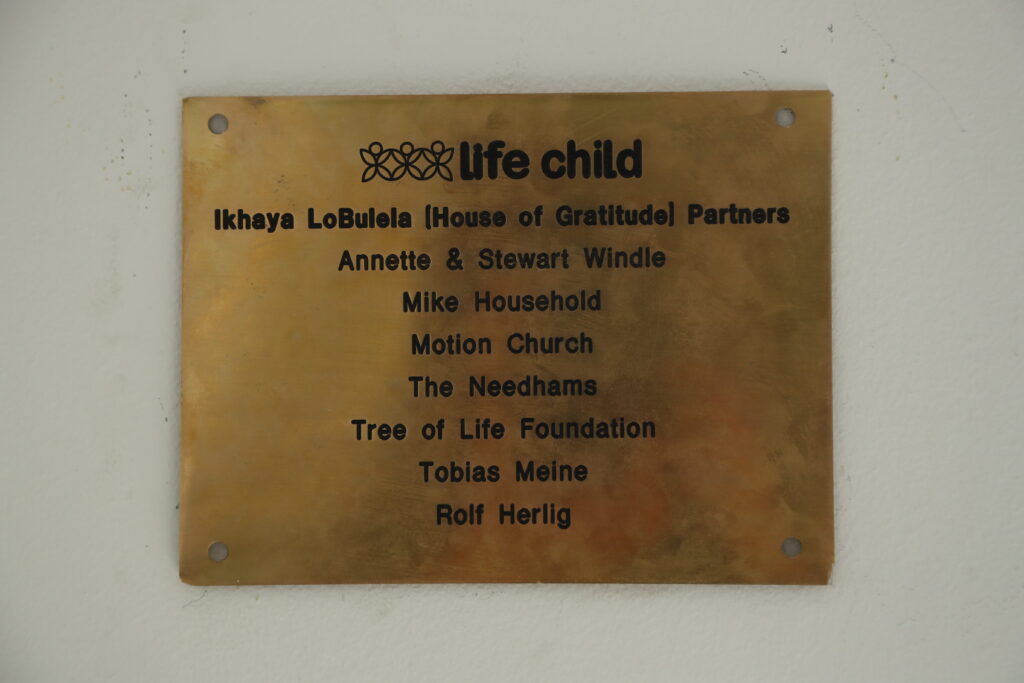 life child
Ikhaya LoBulela (House of Gratitude) Partners
Annette & Stewart Windle
Mike Household
Motion Church
The Needhams
Tree of Life Foundation
Tobias Meine
Rolf Herlig